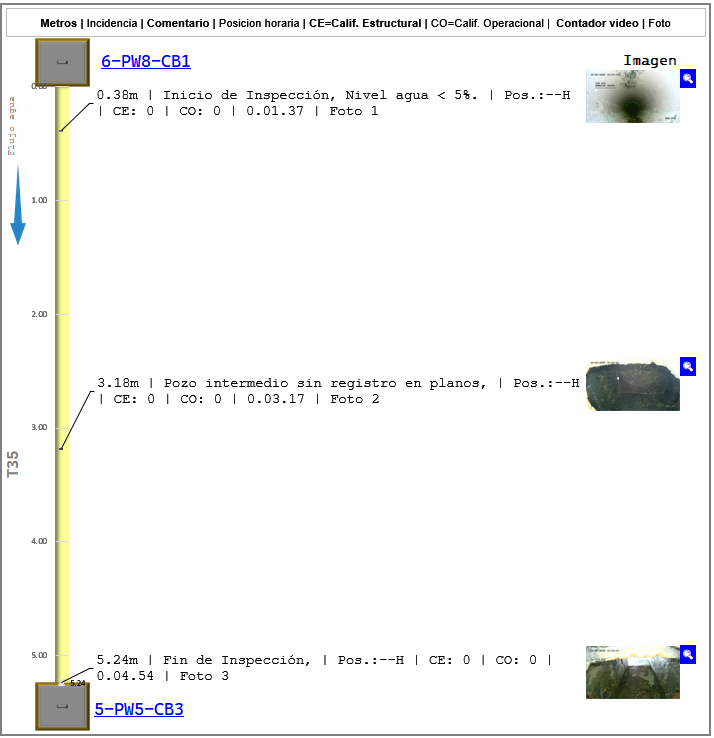 Metros | Incidencia | Comentario | Posicion horaria | CE=Calif. Estructural | CO=Calif. Operacional | Contador video | Foto
6-PW8-CB1
Imagen
0.00
0.38m | Inicio de Inspección, Nivel agua < 5%. | Pos.:--H
| CE: 0 | CO: 0 | 0.01.37 | Foto 1
Flujo agua
1.00
2.00
3.18m | Pozo intermedio sin registro en planos, | Pos.:--H
| CE: 0 | CO: 0 | 0.03.17 | Foto 2
3.00
T35
4.00
5.00
5.24m | Fin de Inspección, | Pos.:--H | CE: 0 | CO: 0 |
0.04.54 | Foto 3
5.24
5-PW5-CB3